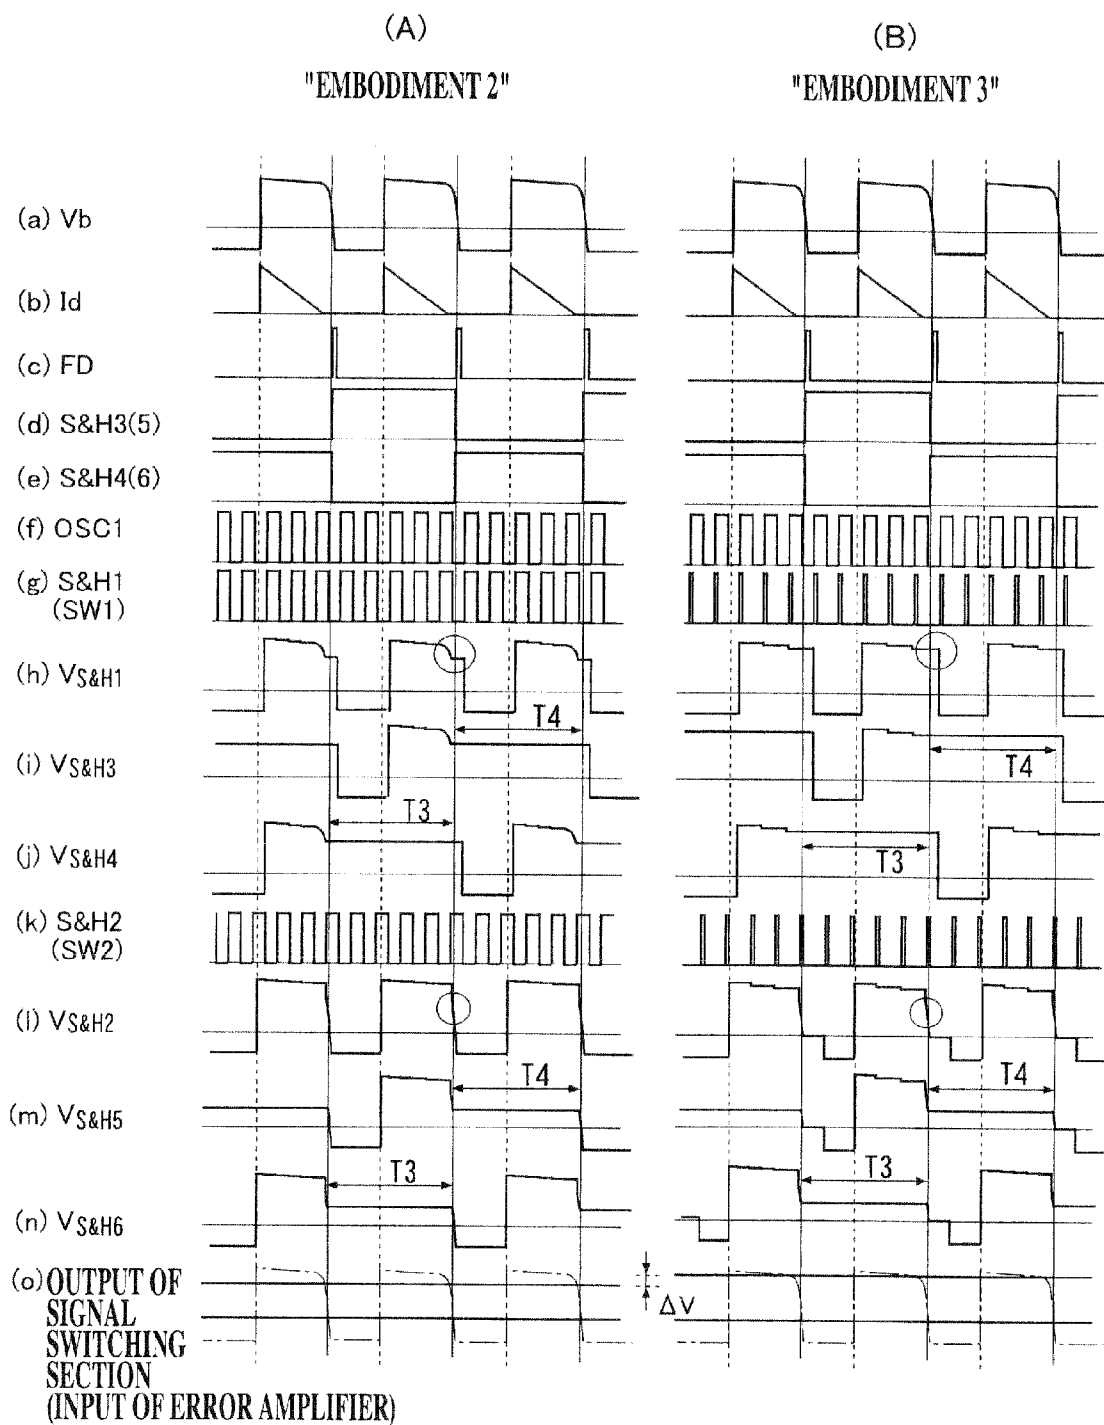 (A)
(B)
"EMBODIMENT 2"
"EMBODIMENT 3"
(a) Vb
(b) Id
(c) FD
(d) S&H3(5)
(e) S&H4(6)
(f) OSC1
(g) S&H1
(SW1)
(h) VS&H1
T4
(i) VS&H3
T4
T3
(j) VS&H4
T3
(k) S&H2
(SW2)
(l) VS&H2
T4
T4
(m) VS&H5
T3
T3
(n) VS&H6
(o) OUTPUT OF
SIGNAL
SWITCHING
SECTION
(INPUT OF ERROR AMPLIFIER)
ΔV